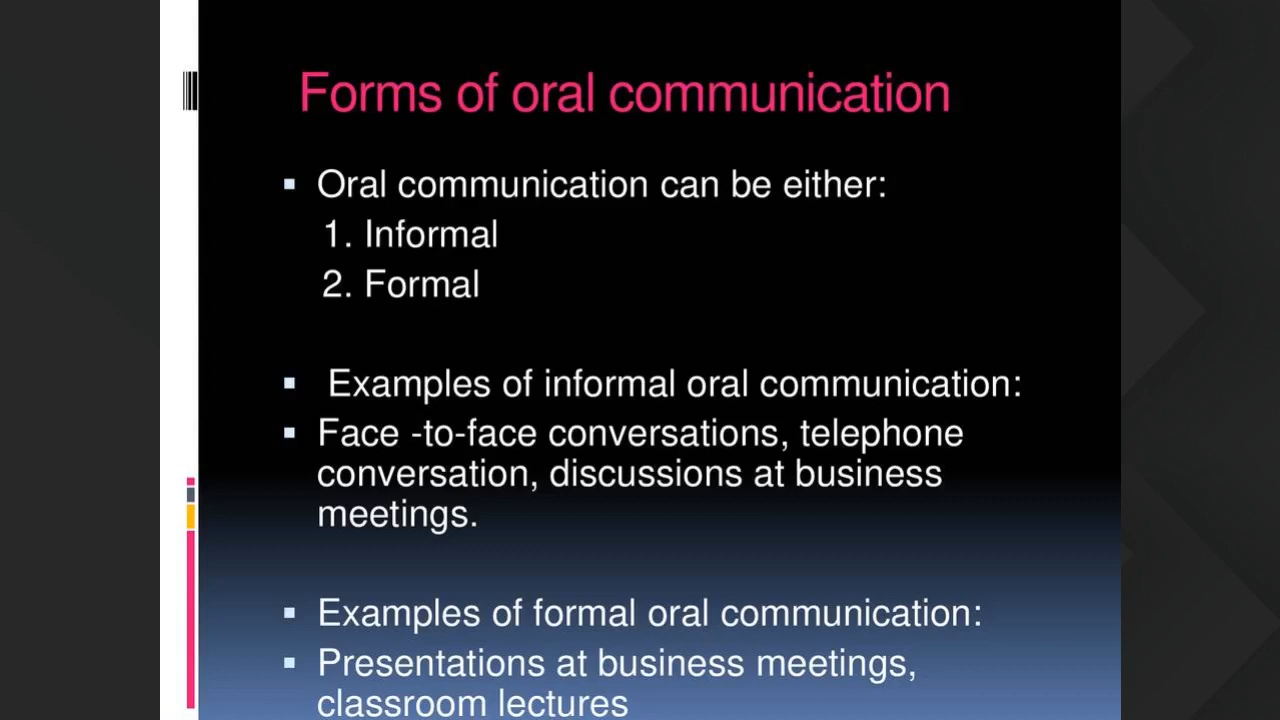 Forms of oral communication
▪ Oral communication can be either:
1. Informal
2. Formal
▪ Examples of informal oral communication:
▪ Face -to-face conversations, telephone
conversation, discussions at business
meetings.
▪ Examples of formal oral communication:
▪ Presentations at business meetings,
classroom lectures